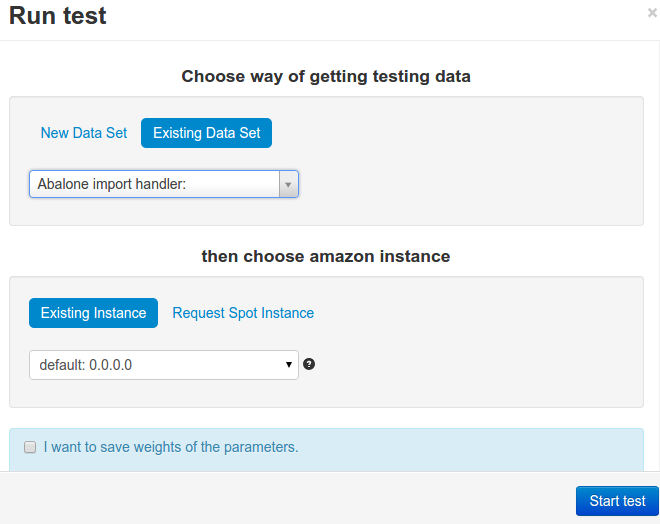 Run test
×
Choose way of getting testing data
New Data Set Existing Data Set
Abalone import handler:
then choose amazon instance
Existing Instance Request Spot Instance
default: 0.0.0.0
?
I want to save weights of the parameters.
Start test